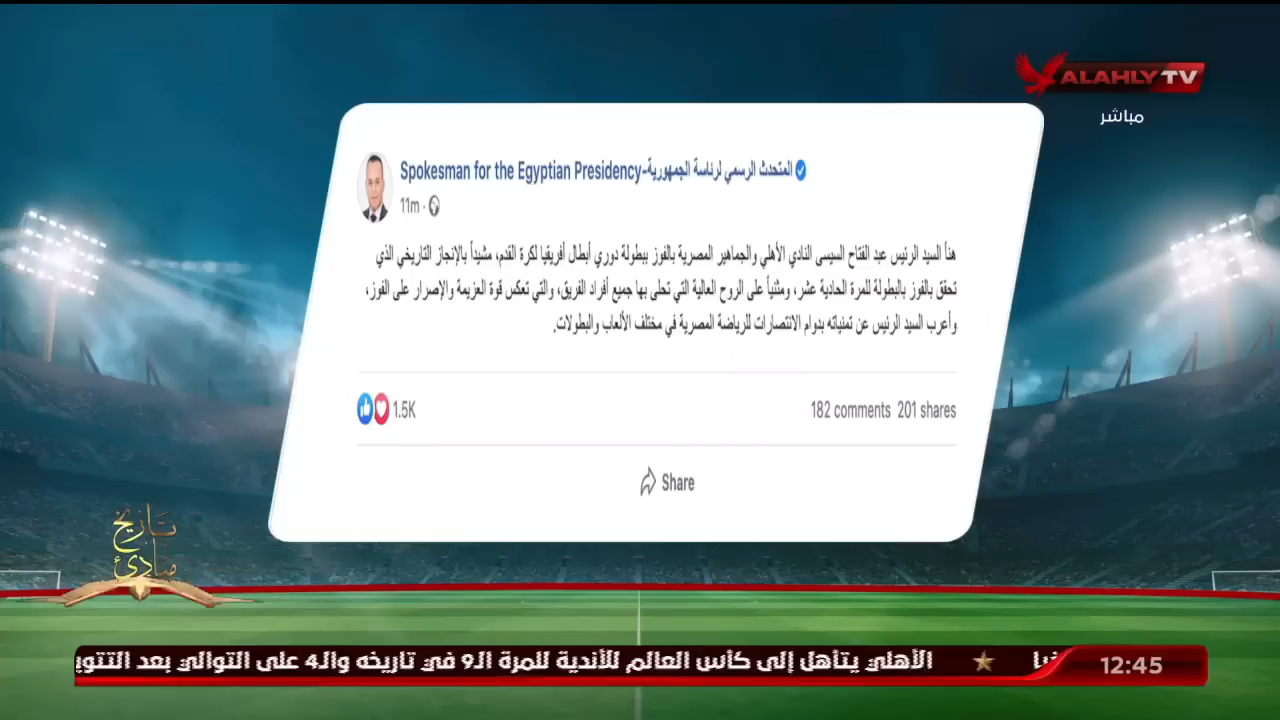 ALAHLY TV
مباشر
Spokesman for the Egyptian Presidency-المتحدث الرسمي لرئاسة الجمهورية
11m ·
هنأ السيد الرئيس عبد الفتاح السيسى النادي الأهلي والجماهير المصرية بالفوز ببطولة دوري أبطال أفريقيا لكرة القدم، مشيداً بالإنجاز التاريخي الذي
تحقق بالفوز بالبطولة للمرة الحادية عشر، ومثنياً على الروح العالية التي تحلى بها جميع أفراد الفريق، والتي تعكس قوة العزيمة والإصرار على الفوز،
وأعرب السيد الرئيس عن تمنياته بدوام الانتصارات للرياضة المصرية في مختلف الألعاب والبطولات.
1.5K
182 comments 201 shares
Share
تاريخ
مبادئ
الأهلي يتأهل إلى كأس العالم للأندية للمرة الـ9 في تاريخه والـ4 على التوالي بعد
12:45